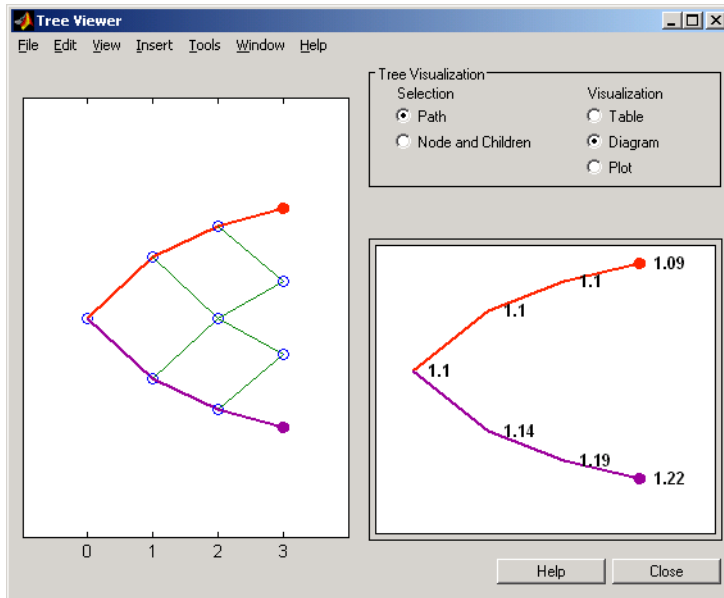 Tree Viewer
File Edit View Insert Tools Window Help
Tree Visualization
Selection
Path
Node and Children
Visualization
Table
Diagram
Plot
0 1 2 3
1.09
1.1
1.1
1.1
1.14
1.19
1.22
Help Close